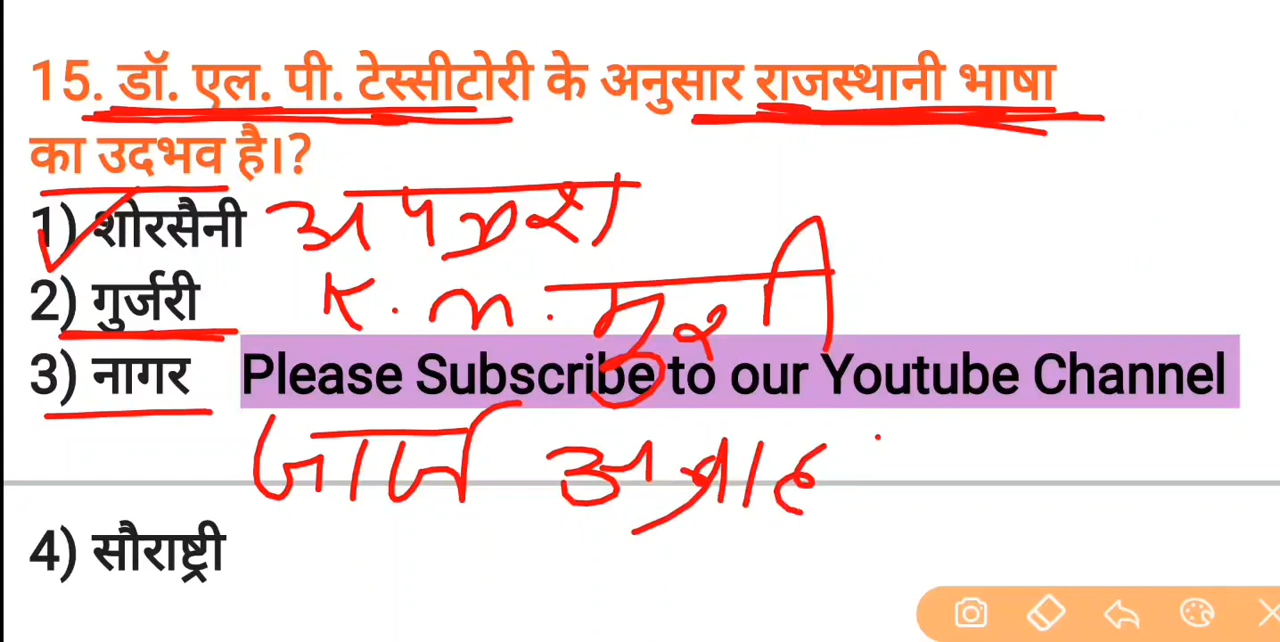 15. डॉ. एल. पी. टेस्सीटोरी के अनुसार राजस्थानी भाषा
का उदभव है।?
1) शोरसैनी अपभ्रंश
2) गुर्जरी K. M. मुंशी
3) नागर Please Subscribe to our Youtube Channel
जार्ज अब्राह
4) सौराष्ट्री